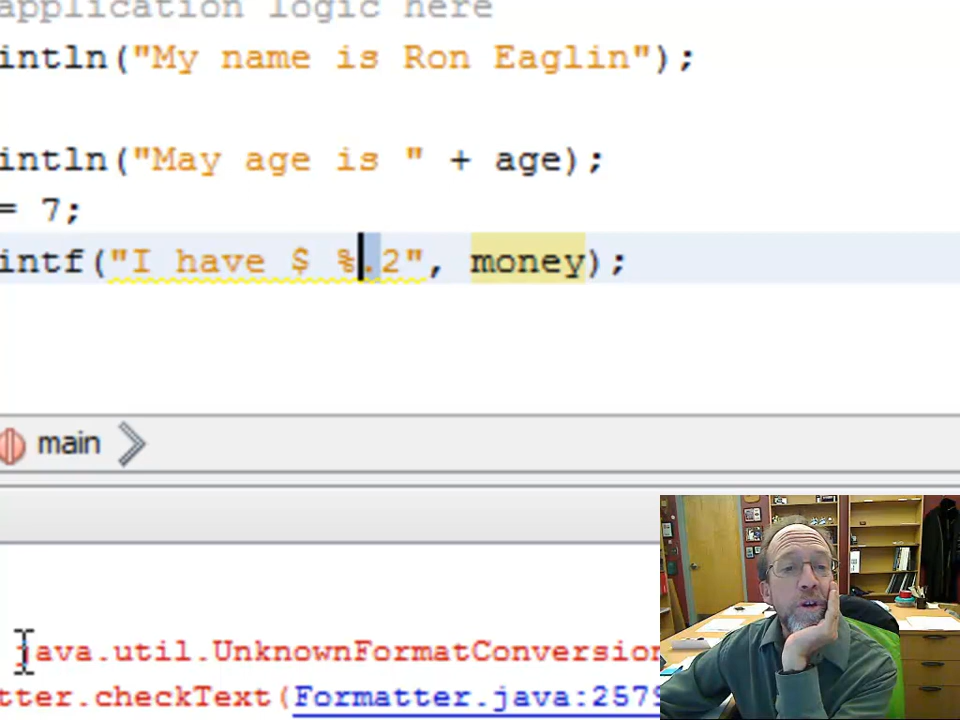 application logic here
intln("My name is Ron Eaglin");
intln("May age is " + age);
= 7;
intf("I have $ %.2", money);
main
java.util.UnknownFormatConversion
tter.checkText(Formatter.java:2579